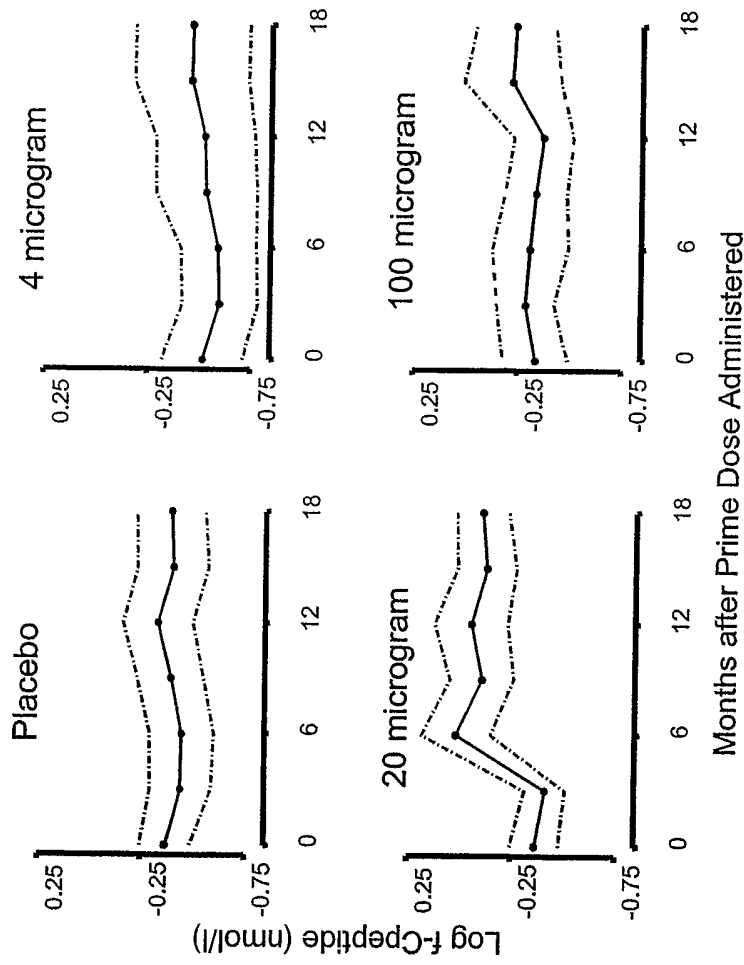 Placebo
0.25
-0.25
-0.75
0 6 12 18
4 microgram
0.25
-0.25
-0.75
0 6 12 18
20 microgram
0.25
-0.25
-0.75
0 6 12 18
100 microgram
0.25
-0.25
-0.75
0 6 12 18
Log f-Cpeptide (nmol/l)
Months after Prime Dose Administered